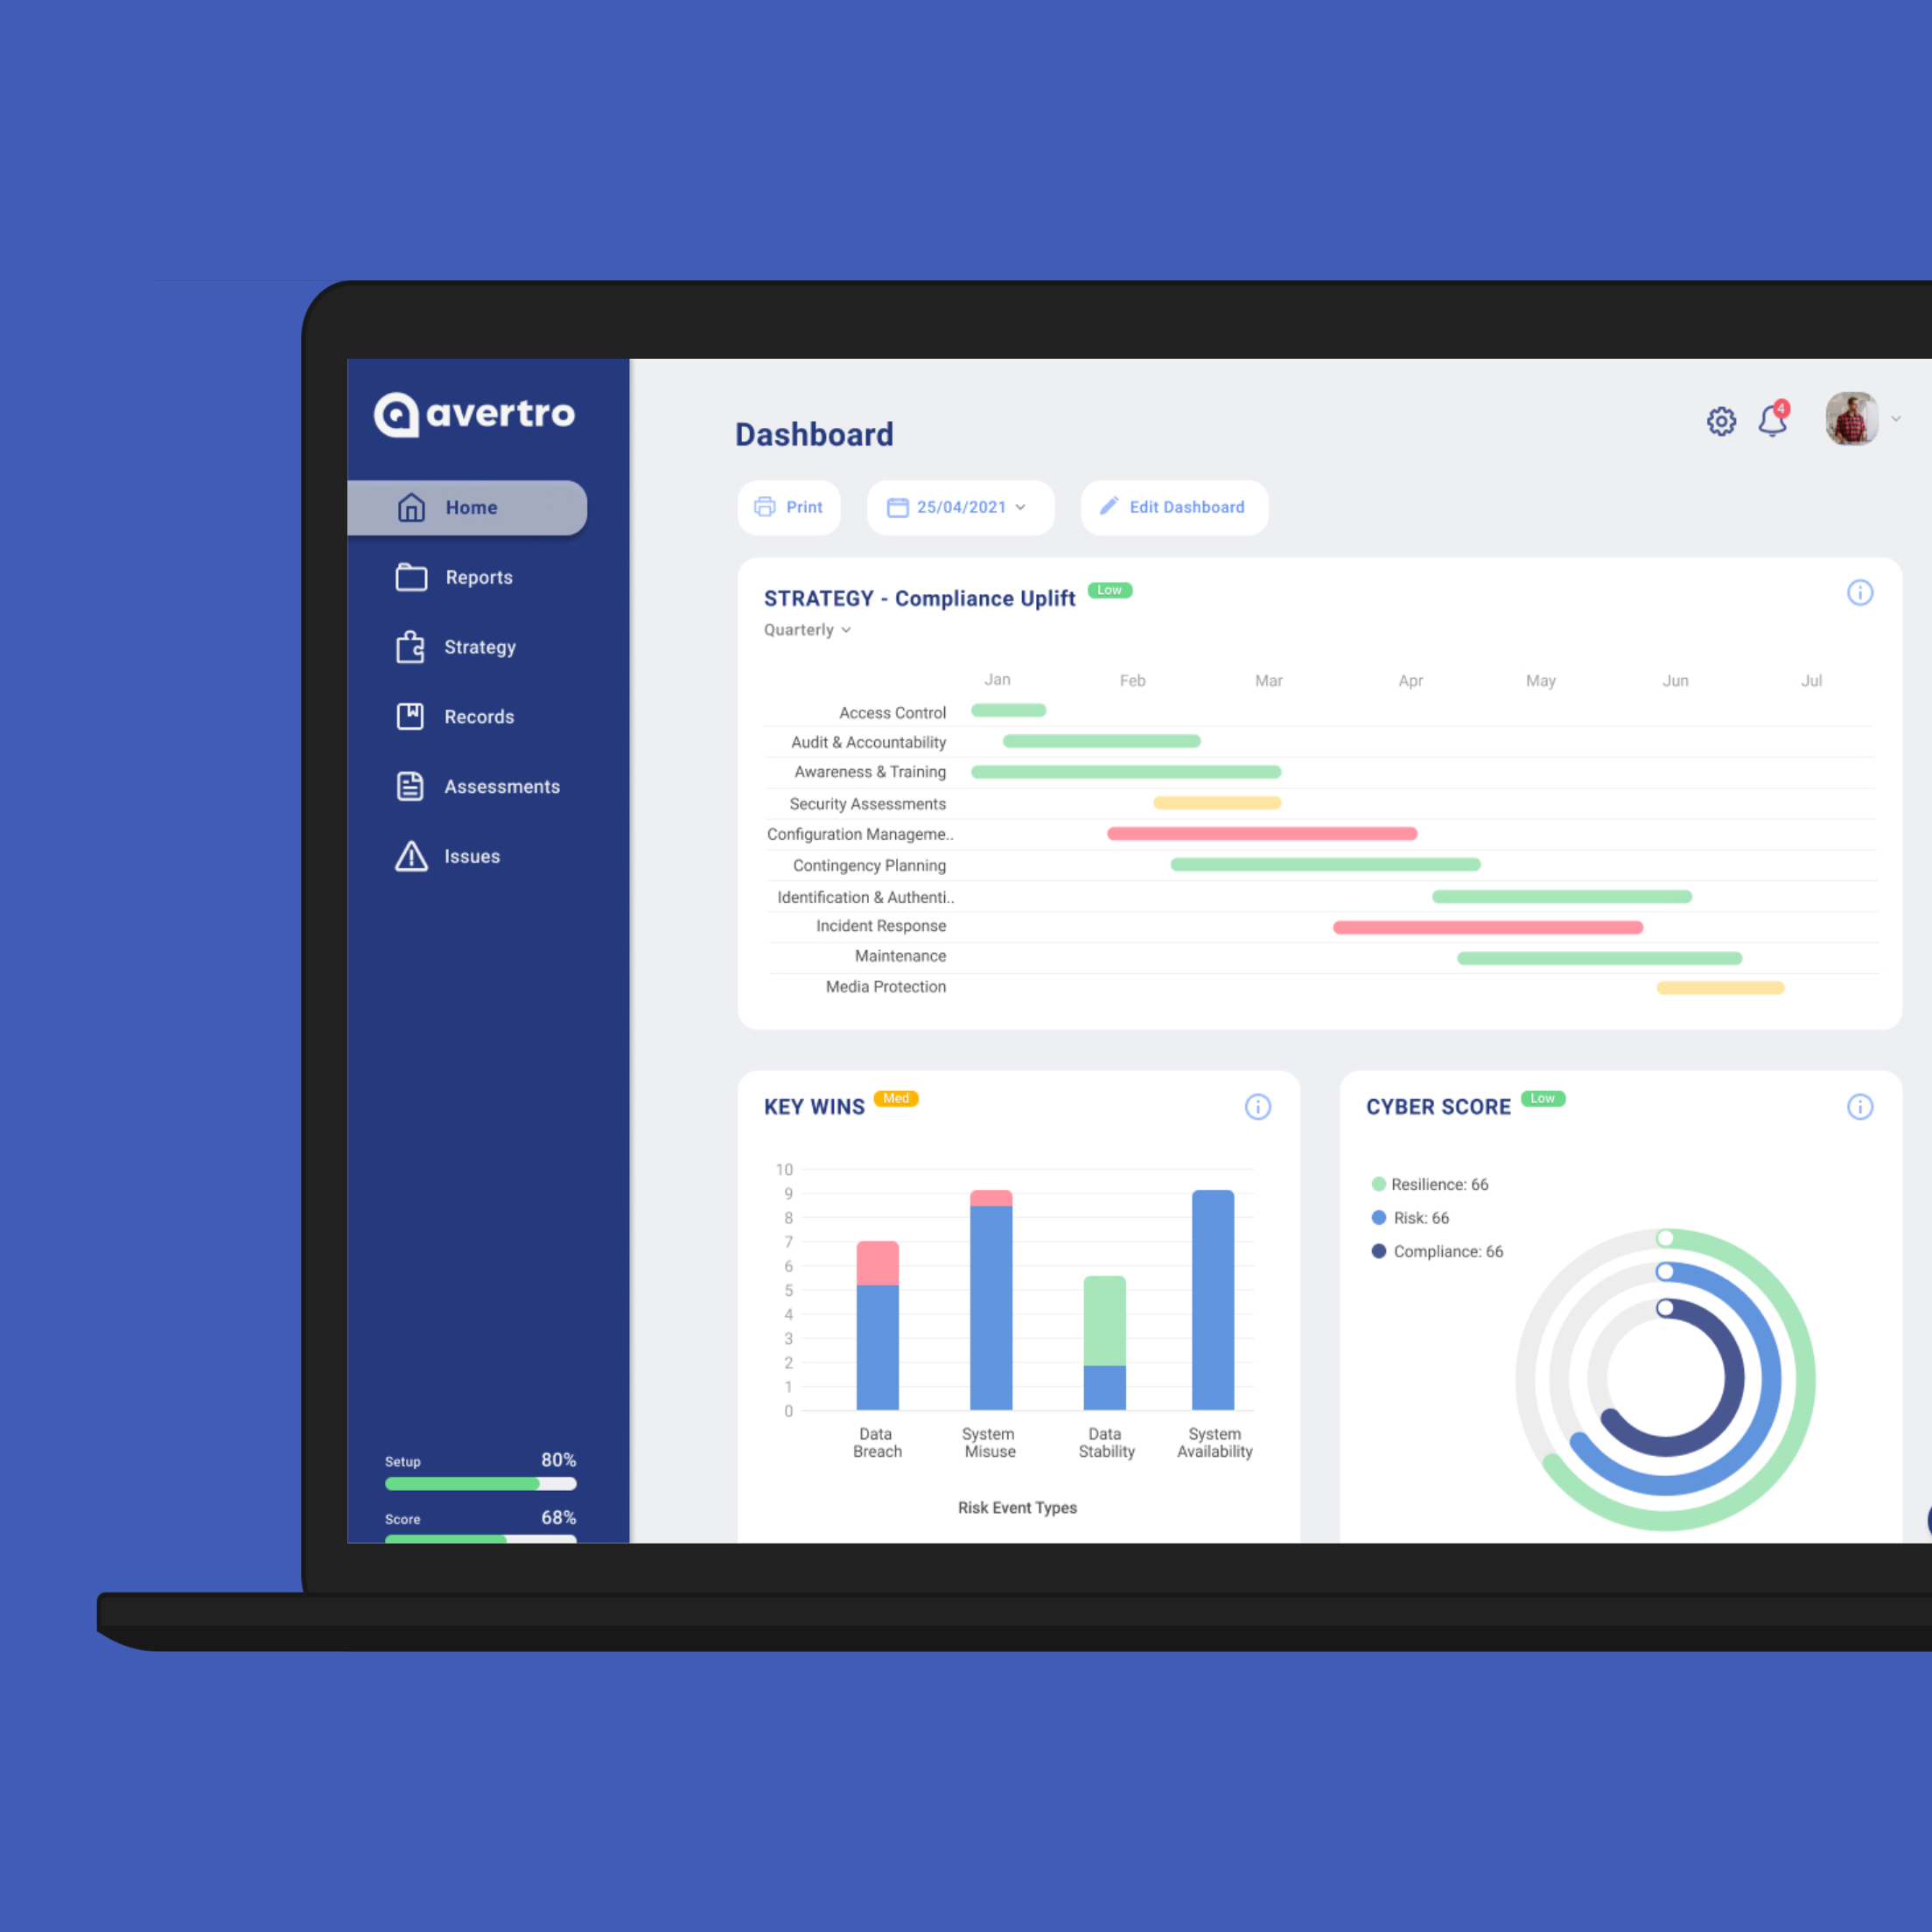 avertro
Home
Reports
Strategy
Records
Assessments
Issues
Setup 80%
Score 68%
Dashboard
4
Print
25/04/2021
Edit Dashboard
STRATEGY - Compliance Uplift Low
Quarterly
Jan Feb Mar Apr May Jun Jul
Access Control
Audit & Accountability
Awareness & Training
Security Assessments
Configuration Manageme..
Contingency Planning
Identification & Authenti..
Incident Response
Maintenance
Media Protection
KEY WINS Med
10
9
8
7
6
5
4
3
2
1
0
Data Breach
System Misuse
Data Stability
System Availability
Risk Event Types
CYBER SCORE Low
Resilience: 66
Risk: 66
Compliance: 66